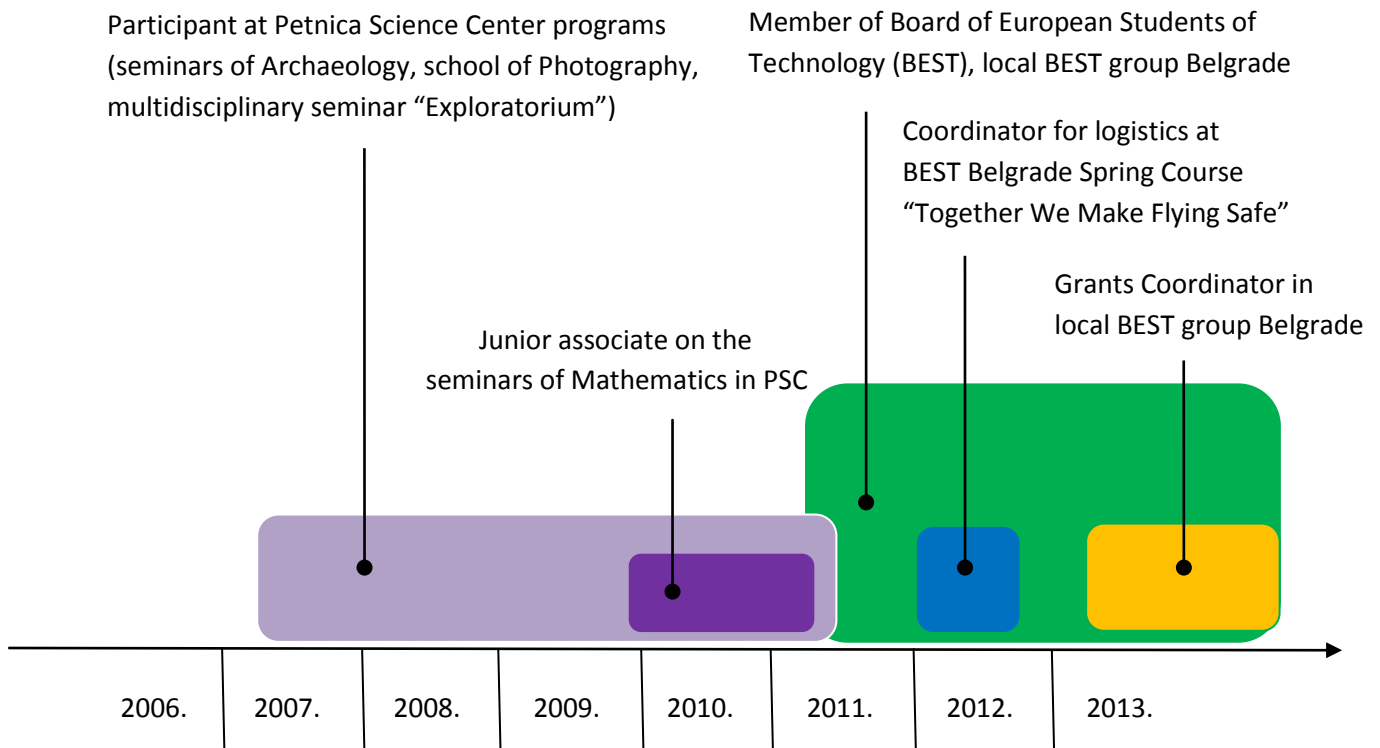 Participant at Petnica Science Center programs
(seminars of Archaeology, school of Photography,
multidisciplinary seminar “Exploratorium”)
Member of Board of European Students of
Technology (BEST), local BEST group Belgrade
Coordinator for logistics at
BEST Belgrade Spring Course
“Together We Make Flying Safe”
Grants Coordinator in
local BEST group Belgrade
Junior associate on the
seminars of Mathematics in PSC
2006. 2007. 2008. 2009. 2010. 2011. 2012. 2013.